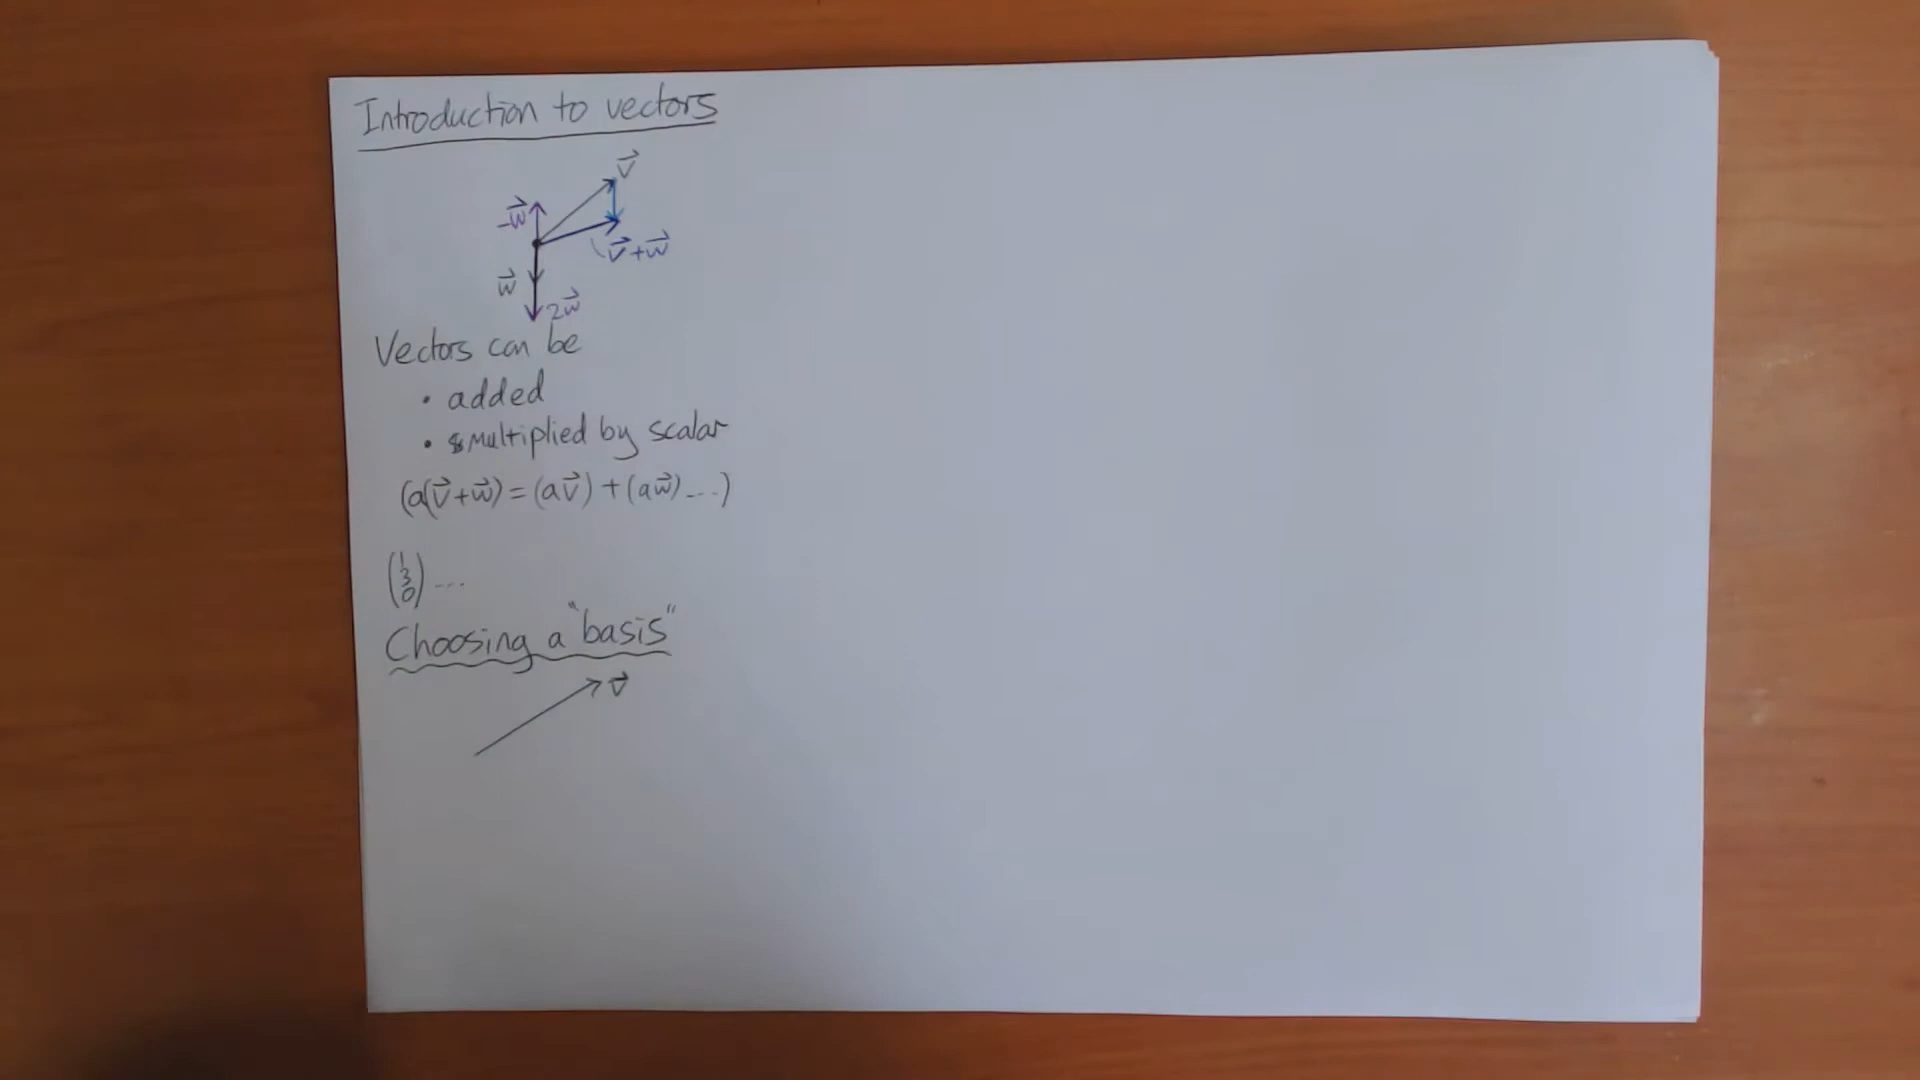 Introduction to vectors
v⃗
-w⃗
v⃗+w⃗
w⃗
2w⃗
Vectors can be
• added
• multiplied by scalar
(a(v⃗+w⃗) = (av⃗) + (aw⃗) ...)
(1
3
0) ...
Choosing a "basis"
v⃗